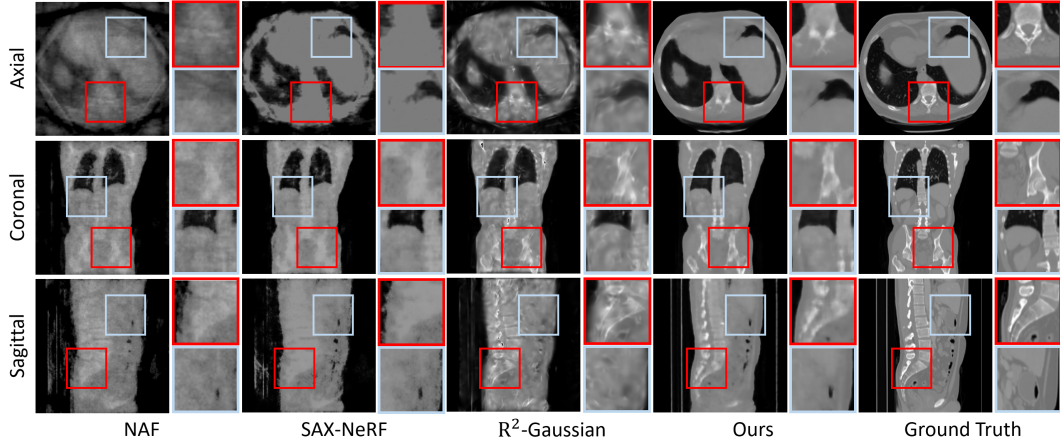 Axial
Coronal
Sagittal
NAF
SAX-NeRF
R²-Gaussian
Ours
Ground Truth